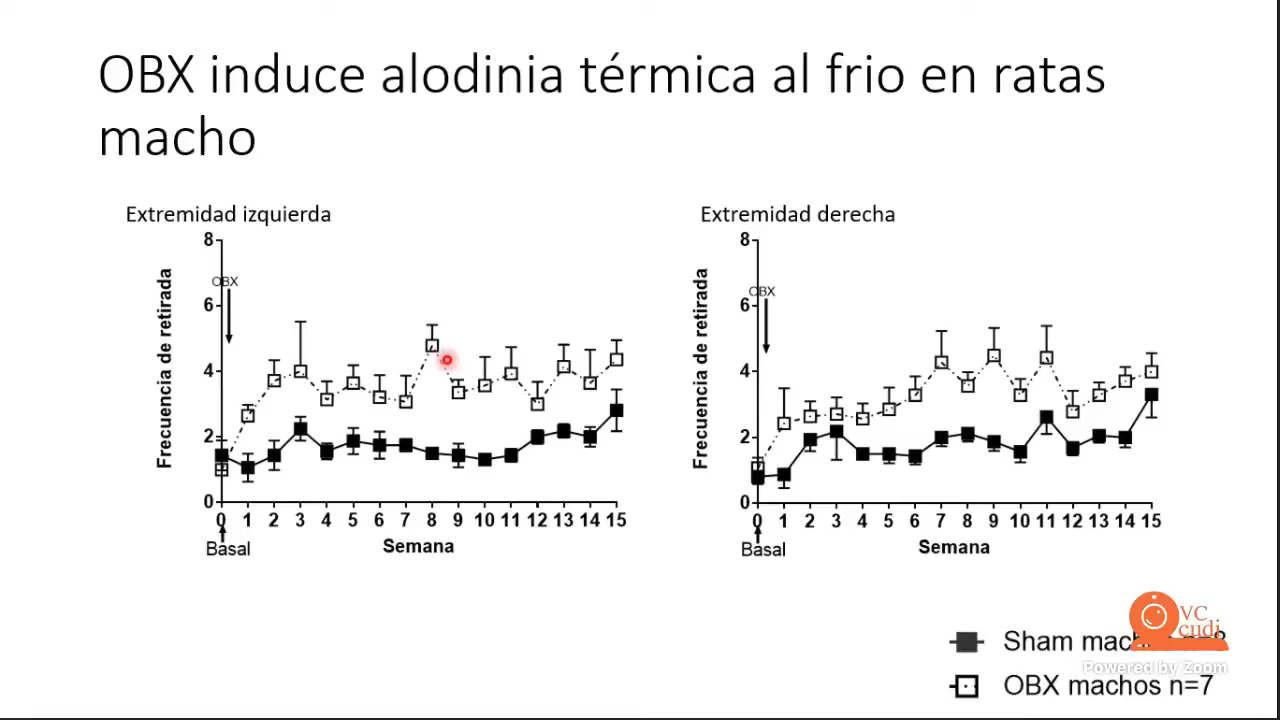 OBX induce alodinia térmica al frio en ratas
macho
Extremidad izquierda
8
6
4
2
0
OBX
Frecuencia de retirada
0 1 2 3 4 5 6 7 8 9 10 11 12 13 14 15
Basal
Semana
Extremidad derecha
8
6
4
2
0
OBX
Frecuencia de retirada
0 1 2 3 4 5 6 7 8 9 10 11 12 13 14 15
Basal
Semana
VC
cudi
Sham
Powered by Zoom
OBX machos n=7